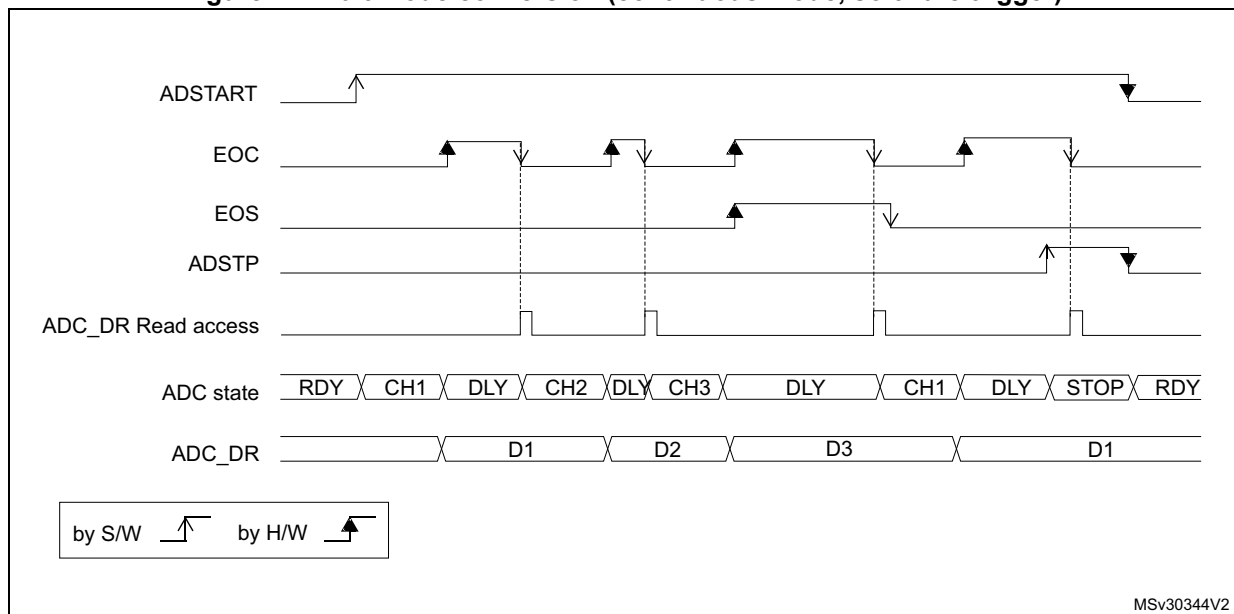 ADSTART
EOC
EOS
ADSTP
ADC_DR Read access
ADC state RDY CH1 DLY CH2 DLY CH3 DLY CH1 DLY STOP RDY
ADC_DR D1 D2 D3 D1
by S/W by H/W
MSv30344V2